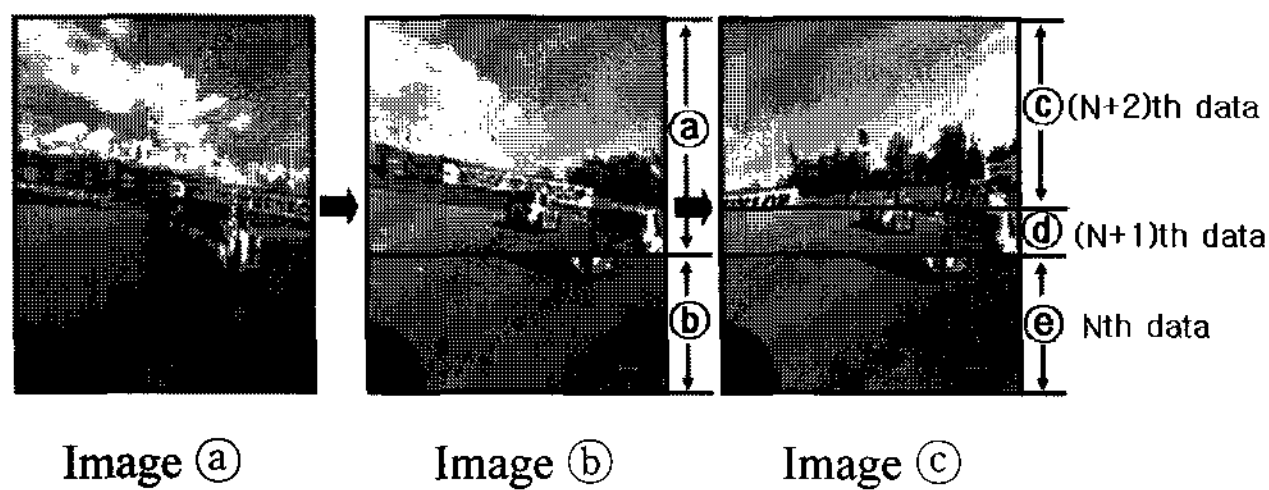 ⓐ
ⓑ
ⓒ (N+2)th data
ⓓ (N+1)th data
ⓔ Nth data
Image ⓐ
Image ⓑ
Image ⓒ